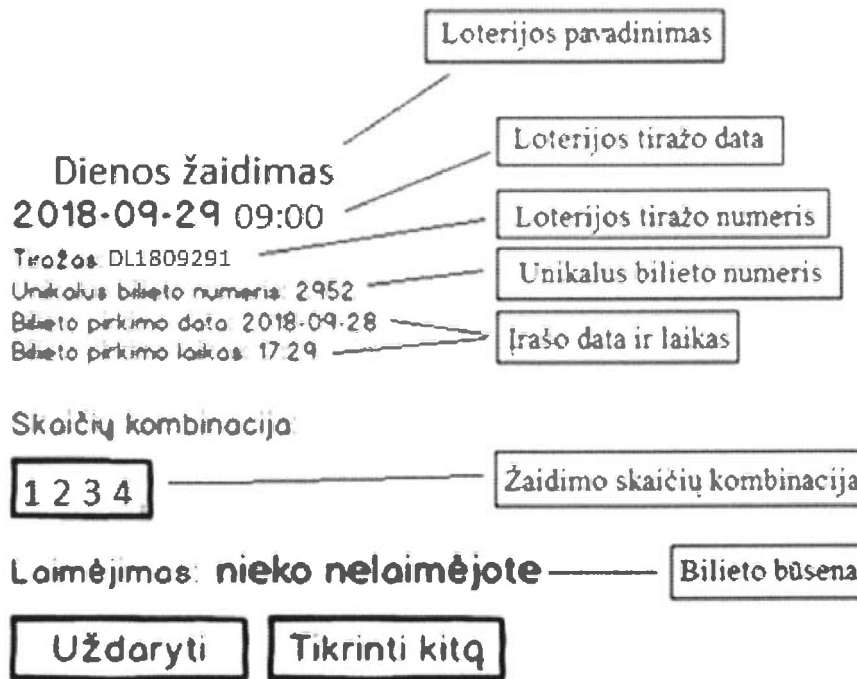 Loterijos pavadinimas
Loterijos tiražo data
Dienos žaidimas
2018-09-29 09:00
Loterijos tiražo numeris
Tiražas: DL1809291
Unikalus bilieto numeris
Unikalus bilieto numeris: 2952
Bilieto pirkimo data: 2018-09-28
Įrašo data ir laikas
Bilieto pirkimo laikas: 17:29
Skaičių kombinacija:
1 2 3 4
Žaidimo skaičių kombinacija
Laimėjimas: nieko nelaimėjote
Bilieto būsena
Uždaryti
Tikrinti kitą